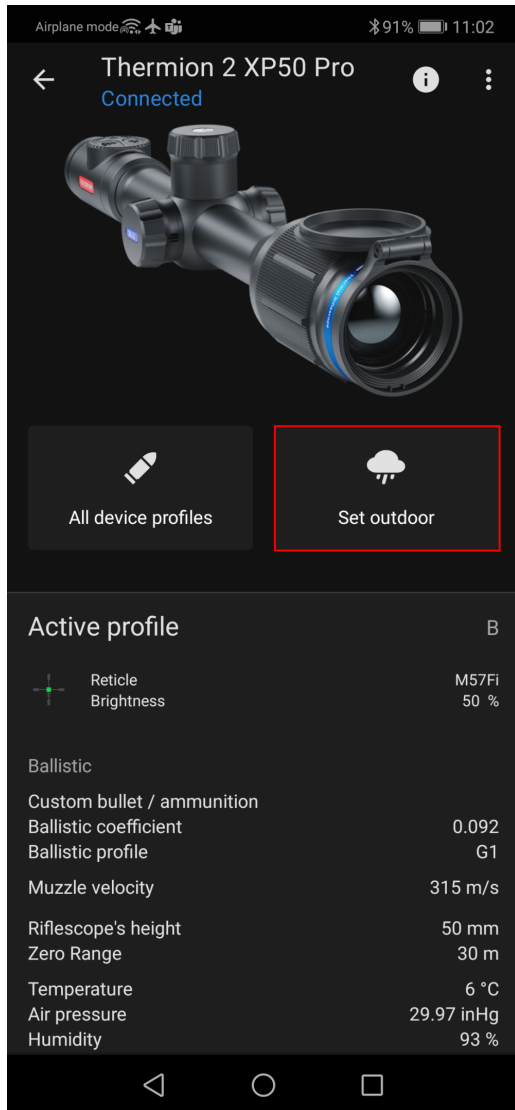 Airplane mode 91% 11:02
Thermion 2 XP50 Pro
Connected
All device profiles
Set outdoor
Active profile B
Reticle M57Fi
Brightness 50 %
Ballistic
Custom bullet / ammunition
Ballistic coefficient 0.092
Ballistic profile G1
Muzzle velocity 315 m/s
Riflescope's height 50 mm
Zero Range 30 m
Temperature 6 °C
Air pressure 29.97 inHg
Humidity 93 %